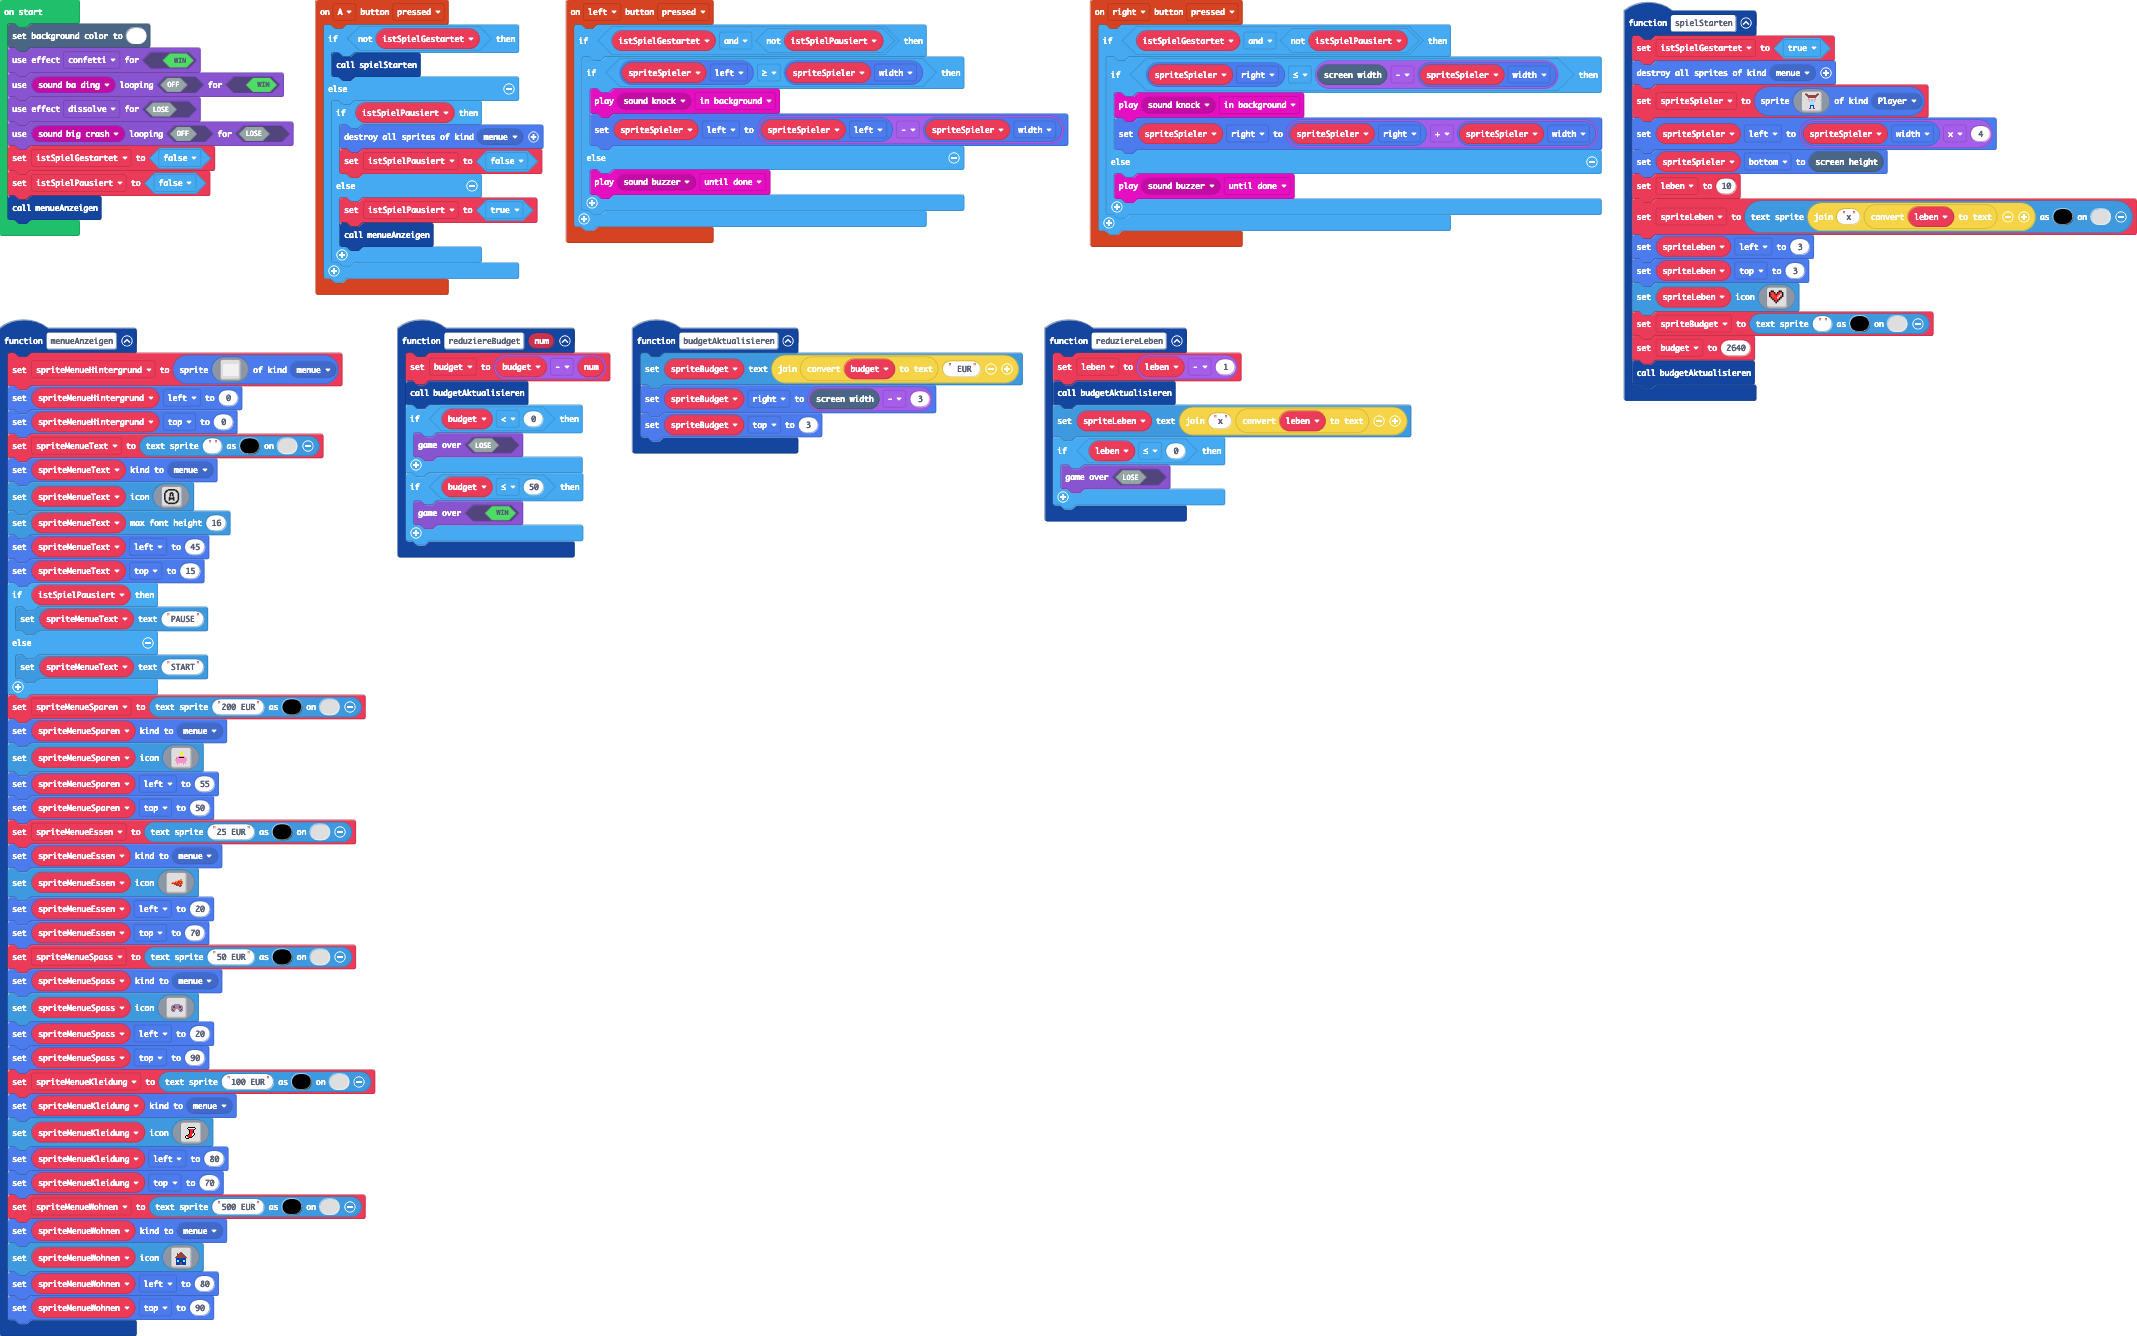 on start
set background color to
use effect confetti for WIN
use sound ba ding looping OFF for WIN
use effect dissolve for LOSE
use sound big crash looping OFF for LOSE
set istSpielGestartet to false
set istSpielPausiert to false
call menueAnzeigen
on A button pressed
if not istSpielGestartet then
call spielStarten
else
if istSpielPausiert then
destroy all sprites of kind menue
set istSpielPausiert to false
else
set istSpielPausiert to true
call menueAnzeigen
on left button pressed
if istSpielGestartet and not istSpielPausiert then
if spriteSpieler left ≥ spriteSpieler width then
play sound knock in background
set spriteSpieler left to spriteSpieler left - spriteSpieler width
else
play sound buzzer until done
on right button pressed
if istSpielGestartet and not istSpielPausiert then
if spriteSpieler right ≤ screen width - spriteSpieler width then
play sound knock in background
set spriteSpieler right to spriteSpieler right + spriteSpieler width
else
play sound buzzer until done
function spielStarten
set istSpielGestartet to true
destroy all sprites of kind menue
set spriteSpieler to sprite of kind Player
set spriteSpieler left to spriteSpieler width x 4
set spriteSpieler bottom to screen height
set leben to 10
set spriteLeben to text sprite join "x" convert leben to text as on
set spriteLeben left to 3
set spriteLeben top to 3
set spriteLeben icon
set spriteBudget to text sprite " " as on
set budget to 2640
call budgetAktualisieren
function menueAnzeigen
set spriteMenueHintergrund to sprite of kind menue
set spriteMenueHintergrund left to 0
set spriteMenueHintergrund top to 0
set spriteMenueText to text sprite " " as on
set spriteMenueText kind to menue
set spriteMenueText icon A
set spriteMenueText max font height 16
set spriteMenueText left to 45
set spriteMenueText top to 15
if istSpielPausiert then
set spriteMenueText text "PAUSE"
else
set spriteMenueText text "START"
set spriteMenueSparen to text sprite "200 EUR" as on
set spriteMenueSparen kind to menue
set spriteMenueSparen icon
set spriteMenueSparen left to 55
set spriteMenueSparen top to 50
set spriteMenueEssen to text sprite "25 EUR" as on
set spriteMenueEssen kind to menue
set spriteMenueEssen icon
set spriteMenueEssen left to 20
set spriteMenueEssen top to 70
set spriteMenueSpass to text sprite "50 EUR" as on
set spriteMenueSpass kind to menue
set spriteMenueSpass icon
set spriteMenueSpass left to 20
set spriteMenueSpass top to 90
set spriteMenueKleidung to text sprite "100 EUR" as on
set spriteMenueKleidung kind to menue
set spriteMenueKleidung icon
set spriteMenueKleidung left to 80
set spriteMenueKleidung top to 70
set spriteMenueWohnen to text sprite "500 EUR" as on
set spriteMenueWohnen kind to menue
set spriteMenueWohnen icon
set spriteMenueWohnen left to 80
set spriteMenueWohnen top to 90
function reduziereBudget num
set budget to budget - num
call budgetAktualisieren
if budget < 0 then
game over LOSE
if budget ≤ 50 then
game over WIN
function budgetAktualisieren
set spriteBudget text join convert budget to text " EUR"
set spriteBudget right to screen width - 3
set spriteBudget top to 3
function reduziereLeben
set leben to leben - 1
call budgetAktualisieren
set spriteLeben text join "x" convert leben to text
if leben ≤ 0 then
game over LOSE